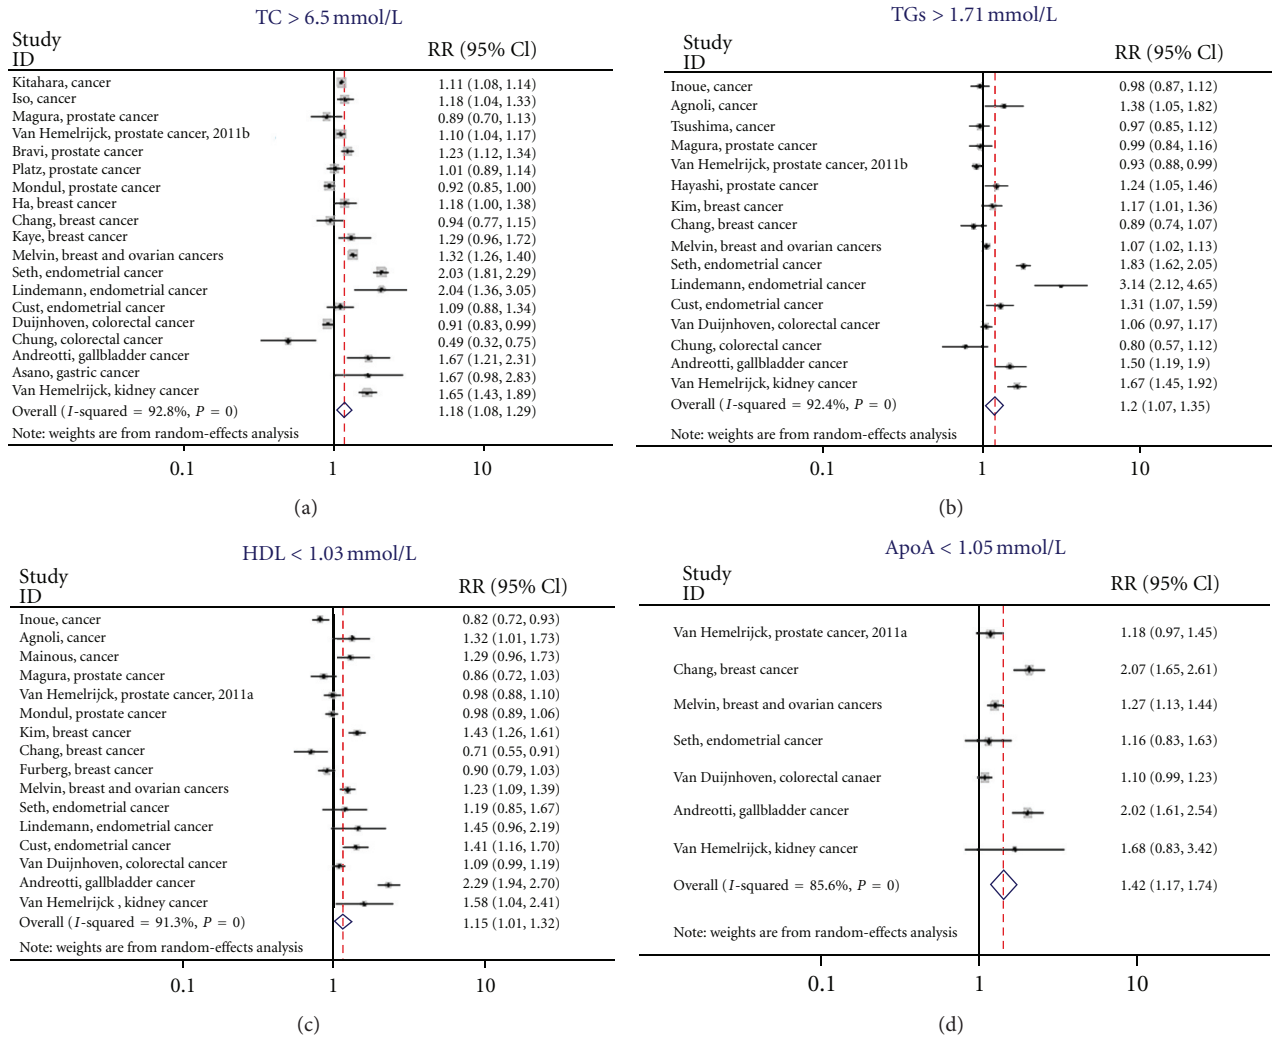 TC > 6.5 mmol/L
Study
ID
RR (95% Cl)
Kitahara, cancer 1.11 (1.08, 1.14)
Iso, cancer 1.18 (1.04, 1.33)
Magura, prostate cancer 0.89 (0.70, 1.13)
Van Hemelrijck, prostate cancer, 2011b 1.10 (1.04, 1.17)
Bravi, prostate cancer 1.23 (1.12, 1.34)
Platz, prostate cancer 1.01 (0.89, 1.14)
Mondul, prostate cancer 0.92 (0.85, 1.00)
Ha, breast cancer 1.18 (1.00, 1.38)
Chang, breast cancer 0.94 (0.77, 1.15)
Kaye, breast cancer 1.29 (0.96, 1.72)
Melvin, breast and ovarian cancers 1.32 (1.26, 1.40)
Seth, endometrial cancer 2.03 (1.81, 2.29)
Lindemann, endometrial cancer 2.04 (1.36, 3.05)
Cust, endometrial cancer 1.09 (0.88, 1.34)
Duijnhoven, colorectal cancer 0.91 (0.83, 0.99)
Chung, colorectal cancer 0.49 (0.32, 0.75)
Andreotti, gallbladder cancer 1.67 (1.21, 2.31)
Asano, gastric cancer 1.67 (0.98, 2.83)
Van Hemelrijck, kidney cancer 1.65 (1.43, 1.89)
Overall (I-squared = 92.8%, P = 0) 1.18 (1.08, 1.29)
Note: weights are from random-effects analysis
0.1 1 10
(a)
TGs > 1.71 mmol/L
Study
ID
RR (95% Cl)
Inoue, cancer 0.98 (0.87, 1.12)
Agnoli, cancer 1.38 (1.05, 1.82)
Tsushima, cancer 0.97 (0.85, 1.12)
Magura, prostate cancer 0.99 (0.84, 1.16)
Van Hemelrijck, prostate cancer, 2011b 0.93 (0.88, 0.99)
Hayashi, prostate cancer 1.24 (1.05, 1.46)
Kim, breast cancer 1.17 (1.01, 1.36)
Chang, breast cancer 0.89 (0.74, 1.07)
Melvin, breast and ovarian cancers 1.07 (1.02, 1.13)
Seth, endometrial cancer 1.83 (1.62, 2.05)
Lindemann, endometrial cancer 3.14 (2.12, 4.65)
Cust, endometrial cancer 1.31 (1.07, 1.59)
Van Duijnhoven, colorectal cancer 1.06 (0.97, 1.17)
Chung, colorectal cancer 0.80 (0.57, 1.12)
Andreotti, gallbladder cancer 1.50 (1.19, 1.9)
Van Hemelrijck, kidney cancer 1.67 (1.45, 1.92)
Overall (I-squared = 92.4%, P = 0) 1.2 (1.07, 1.35)
Note: weights are from random-effects analysis
0.1 1 10
(b)
HDL < 1.03 mmol/L
Study
ID
RR (95% Cl)
Inoue, cancer 0.82 (0.72, 0.93)
Agnoli, cancer 1.32 (1.01, 1.73)
Mainous, cancer 1.29 (0.96, 1.73)
Magura, prostate cancer 0.86 (0.72, 1.03)
Van Hemelrijck, prostate cancer, 2011a 0.98 (0.88, 1.10)
Mondul, prostate cancer 0.98 (0.89, 1.06)
Kim, breast cancer 1.43 (1.26, 1.61)
Chang, breast cancer 0.71 (0.55, 0.91)
Furberg, breast cancer 0.90 (0.79, 1.03)
Melvin, breast and ovarian cancers 1.23 (1.09, 1.39)
Seth, endometrial cancer 1.19 (0.85, 1.67)
Lindemann, endometrial cancer 1.45 (0.96, 2.19)
Cust, endometrial cancer 1.41 (1.16, 1.70)
Van Duijnhoven, colorectal cancer 1.09 (0.99, 1.19)
Andreotti, gallbladder cancer 2.29 (1.94, 2.70)
Van Hemelrijck , kidney cancer 1.58 (1.04, 2.41)
Overall (I-squared = 91.3%, P = 0) 1.15 (1.01, 1.32)
Note: weights are from random-effects analysis
0.1 1 10
(c)
ApoA < 1.05 mmol/L
Study
ID
RR (95% Cl)
Van Hemelrijck, prostate cancer, 2011a 1.18 (0.97, 1.45)
Chang, breast cancer 2.07 (1.65, 2.61)
Melvin, breast and ovarian cancers 1.27 (1.13, 1.44)
Seth, endometrial cancer 1.16 (0.83, 1.63)
Van Duijnhoven, colorectal canaer 1.10 (0.99, 1.23)
Andreotti, gallbladder cancer 2.02 (1.61, 2.54)
Van Hemelrijck, kidney cancer 1.68 (0.83, 3.42)
Overall (I-squared = 85.6%, P = 0) 1.42 (1.17, 1.74)
Note: weights are from random-effects analysis
0.1 1 10
(d)